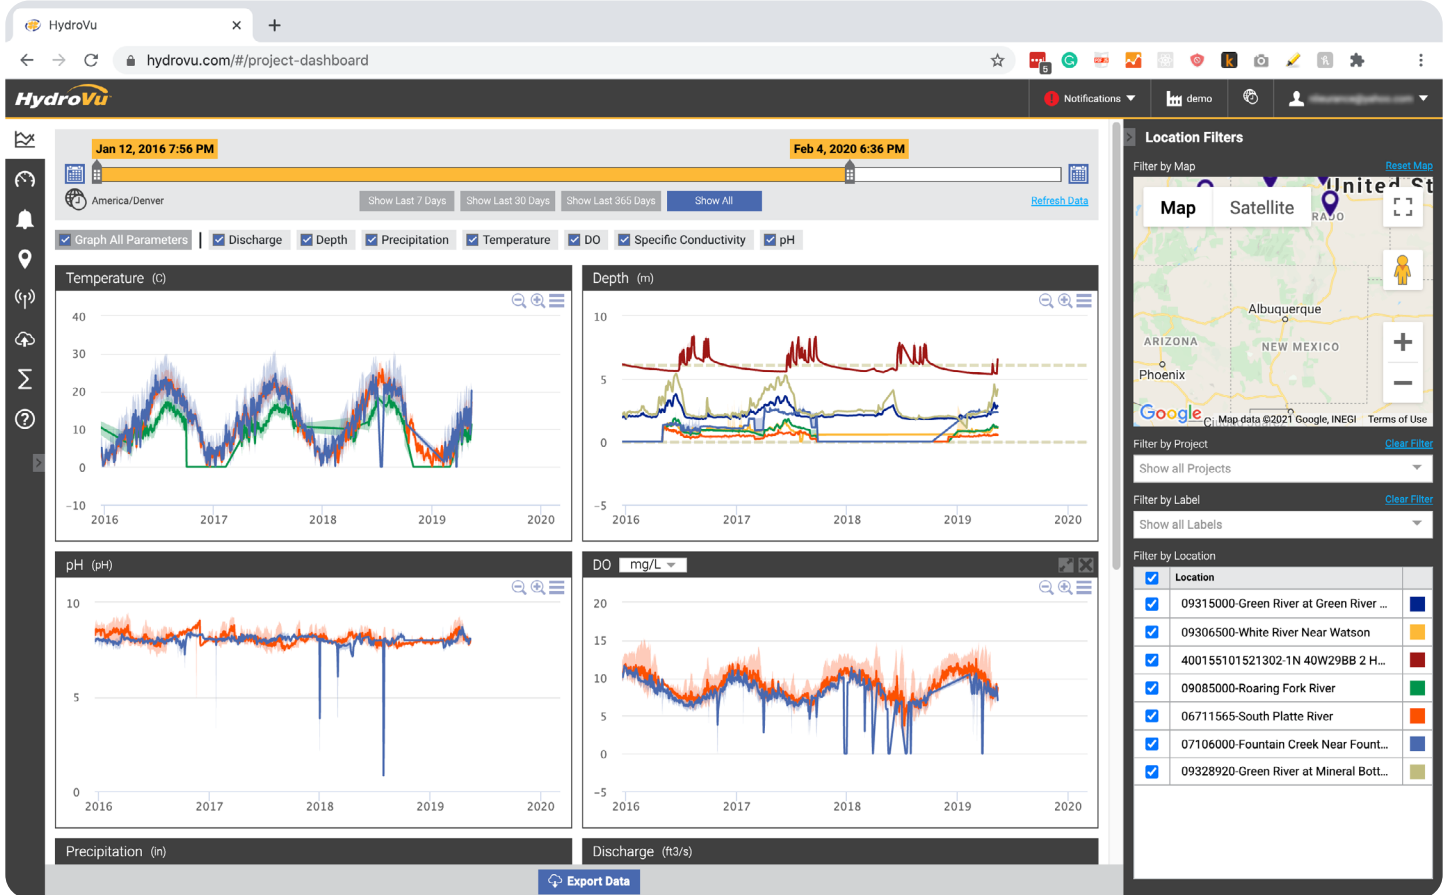 HydroVu
hydrovu.com/#/project-dashboard
5
HydroVu
Notifications
demo
Jan 12, 2016 7:56 PM
Feb 4, 2020 6:36 PM
America/Denver
Show Last 7 Days
Show Last 30 Days
Show Last 365 Days
Show All
Refresh Data
Graph All Parameters
Discharge
Depth
Precipitation
Temperature
DO
Specific Conductivity
pH
Temperature (C)
40
30
20
10
0
-10
2016
2017
2018
2019
2020
Depth (m)
10
5
0
-5
2016
2017
2018
2019
2020
pH (pH)
10
5
0
2016
2017
2018
2019
2020
DO mg/L
20
15
10
5
0
-5
2016
2017
2018
2019
2020
Precipitation (in)
Discharge (ft3/s)
Export Data
Location Filters
Filter by Map
Reset Map
United St
Map
Satellite
RADO
Albuquerque
ARIZONA
NEW MEXICO
Phoenix
Google
Map data ©2021 Google, INEGI
Terms of Use
Filter by Project
Clear Filter
Show all Projects
Filter by Label
Clear Filter
Show all Labels
Filter by Location
Location
09315000-Green River at Green River ...
09306500-White River Near Watson
400155101521302-1N 40W29BB 2 H...
09085000-Roaring Fork River
06711565-South Platte River
07106000-Fountain Creek Near Fount...
09328920-Green River at Mineral Bott...